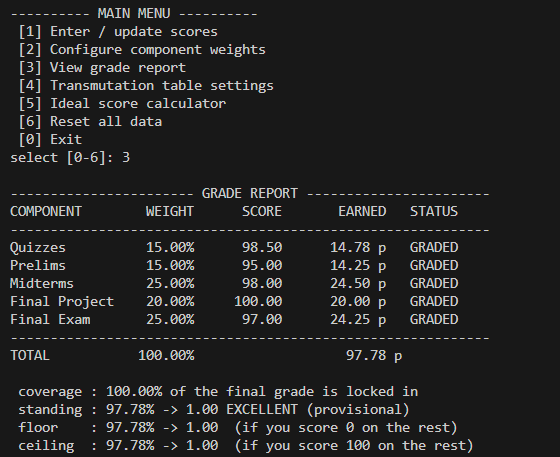 ---------- MAIN MENU ----------
[1] Enter / update scores
[2] Configure component weights
[3] View grade report
[4] Transmutation table settings
[5] Ideal score calculator
[6] Reset all data
[0] Exit
select [0-6]: 3
----------------------- GRADE REPORT -----------------------
COMPONENT WEIGHT SCORE EARNED STATUS
------------------------------------------------------------
Quizzes 15.00% 98.50 14.78 p GRADED
Prelims 15.00% 95.00 14.25 p GRADED
Midterms 25.00% 98.00 24.50 p GRADED
Final Project 20.00% 100.00 20.00 p GRADED
Final Exam 25.00% 97.00 24.25 p GRADED
------------------------------------------------------------
TOTAL 100.00% 97.78 p
coverage : 100.00% of the final grade is locked in
standing : 97.78% -> 1.00 EXCELLENT (provisional)
floor : 97.78% -> 1.00 (if you score 0 on the rest)
ceiling : 97.78% -> 1.00 (if you score 100 on the rest)